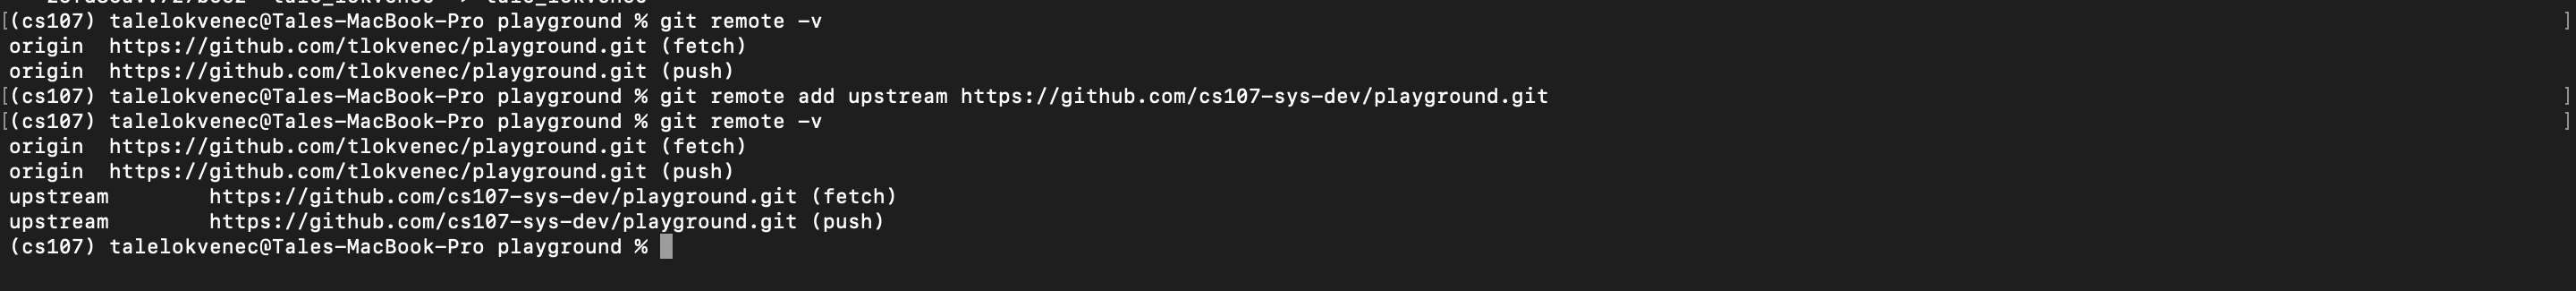 [(cs107) talelokvenec@Tales-MacBook-Pro playground % git remote -v ]
origin  https://github.com/tlokvenec/playground.git (fetch)
origin  https://github.com/tlokvenec/playground.git (push)
[(cs107) talelokvenec@Tales-MacBook-Pro playground % git remote add upstream https://github.com/cs107-sys-dev/playground.git ]
[(cs107) talelokvenec@Tales-MacBook-Pro playground % git remote -v ]
origin  https://github.com/tlokvenec/playground.git (fetch)
origin  https://github.com/tlokvenec/playground.git (push)
upstream        https://github.com/cs107-sys-dev/playground.git (fetch)
upstream        https://github.com/cs107-sys-dev/playground.git (push)
(cs107) talelokvenec@Tales-MacBook-Pro playground %